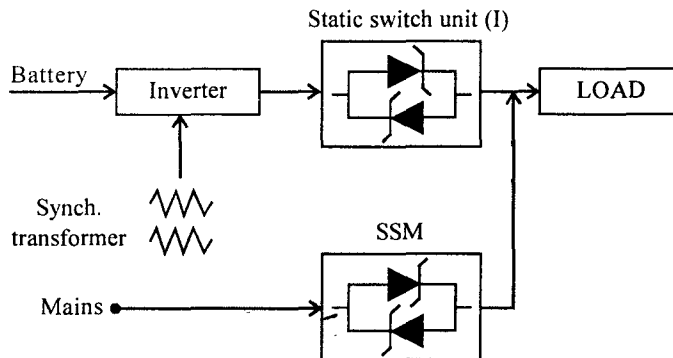 Static switch unit (I)
Battery
Inverter
LOAD
Synch.
transformer
SSM
Mains